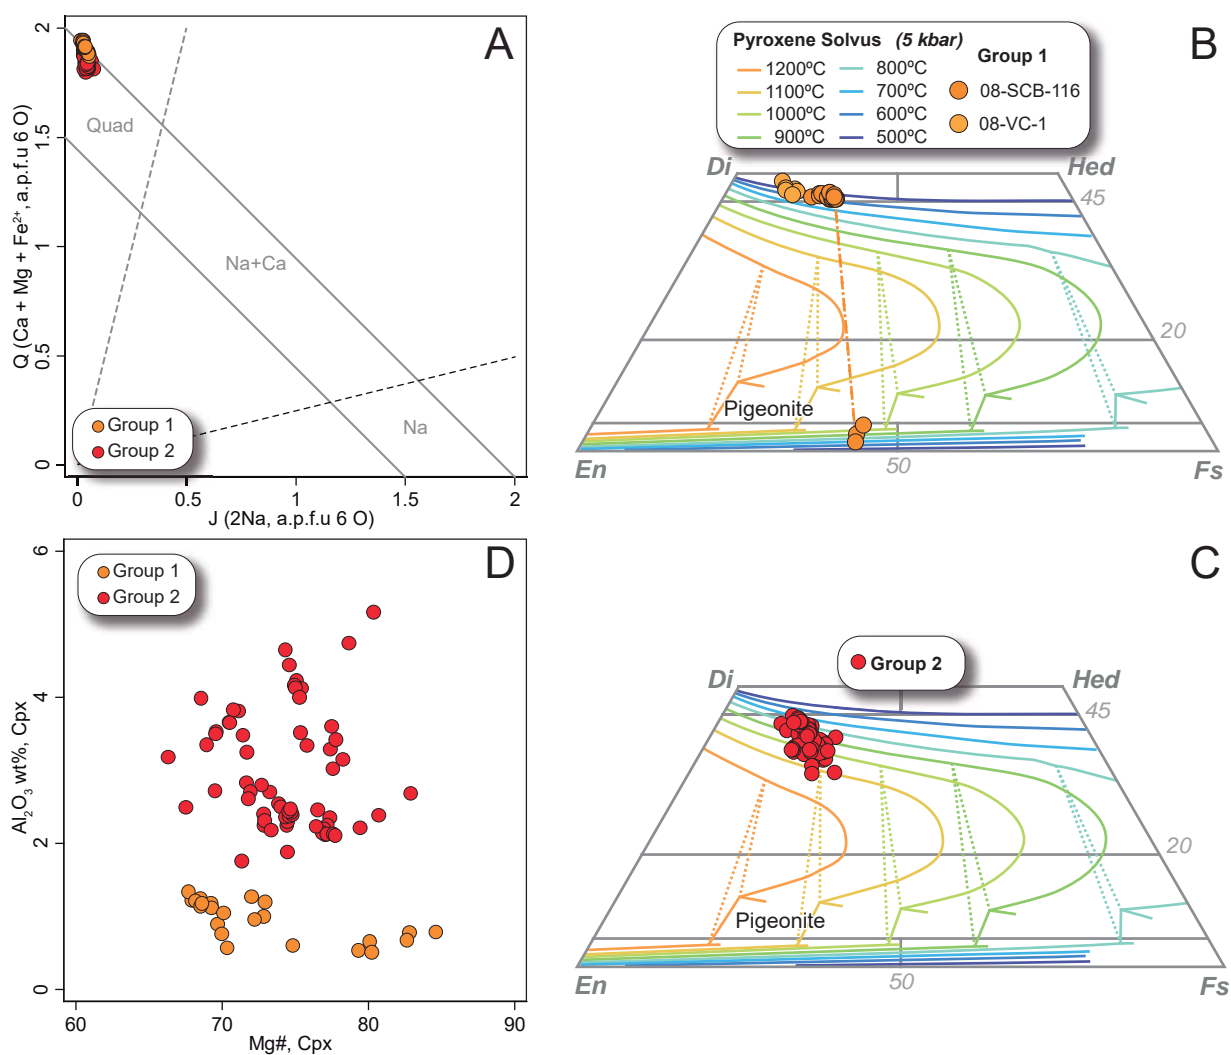 A
2
1.5
1
0.5
0
Q (Ca + Mg + Fe²⁺, a.p.f.u 6 O)
Quad
Na+Ca
Na
Group 1
Group 2
0
0.5
1
1.5
2
J (2Na, a.p.f.u 6 O)
B
Pyroxene Solvus (5 kbar)
1200ºC
800ºC
1100ºC
700ºC
1000ºC
600ºC
900ºC
500ºC
Group 1
08-SCB-116
08-VC-1
Di
Hed
45
20
Pigeonite
En
50
Fs
D
6
4
2
0
Al₂O₃ wt%, Cpx
Group 1
Group 2
60
70
80
90
Mg#, Cpx
C
Group 2
Di
Hed
45
20
Pigeonite
En
50
Fs